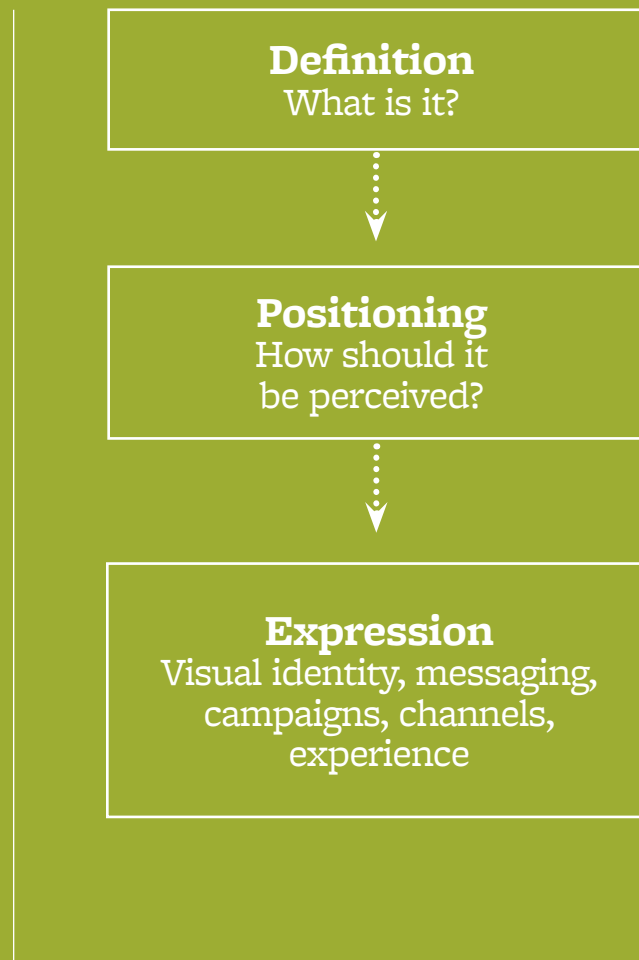 Definition
What is it?
Positioning
How should it
be perceived?
Expression
Visual identity, messaging,
campaigns, channels,
experience